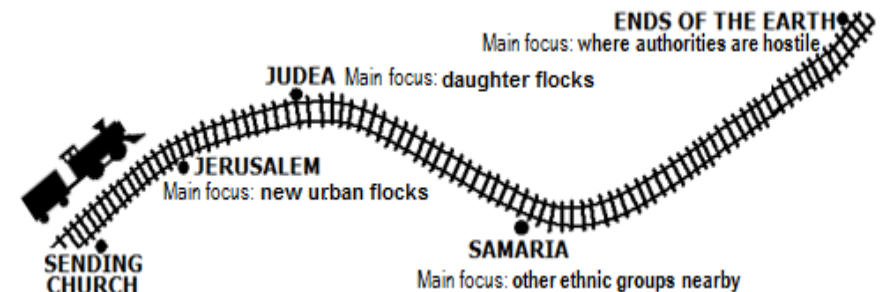 ENDS OF THE EARTH
Main focus: where authorities are hostile
JUDEA Main focus: daughter flocks
JERUSALEM
Main focus: new urban flocks
SAMARIA
Main focus: other ethnic groups nearby
SENDING
CHURCH